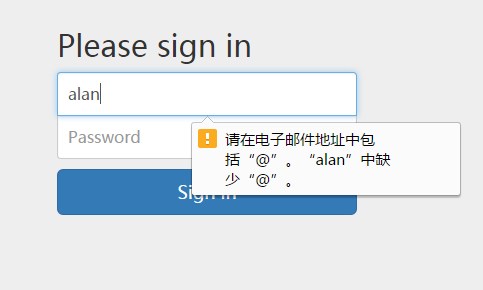 Please sign in
alan
Password
请在电子邮件地址中包
括“@”。“alan”中缺
少“@”。
Sign in